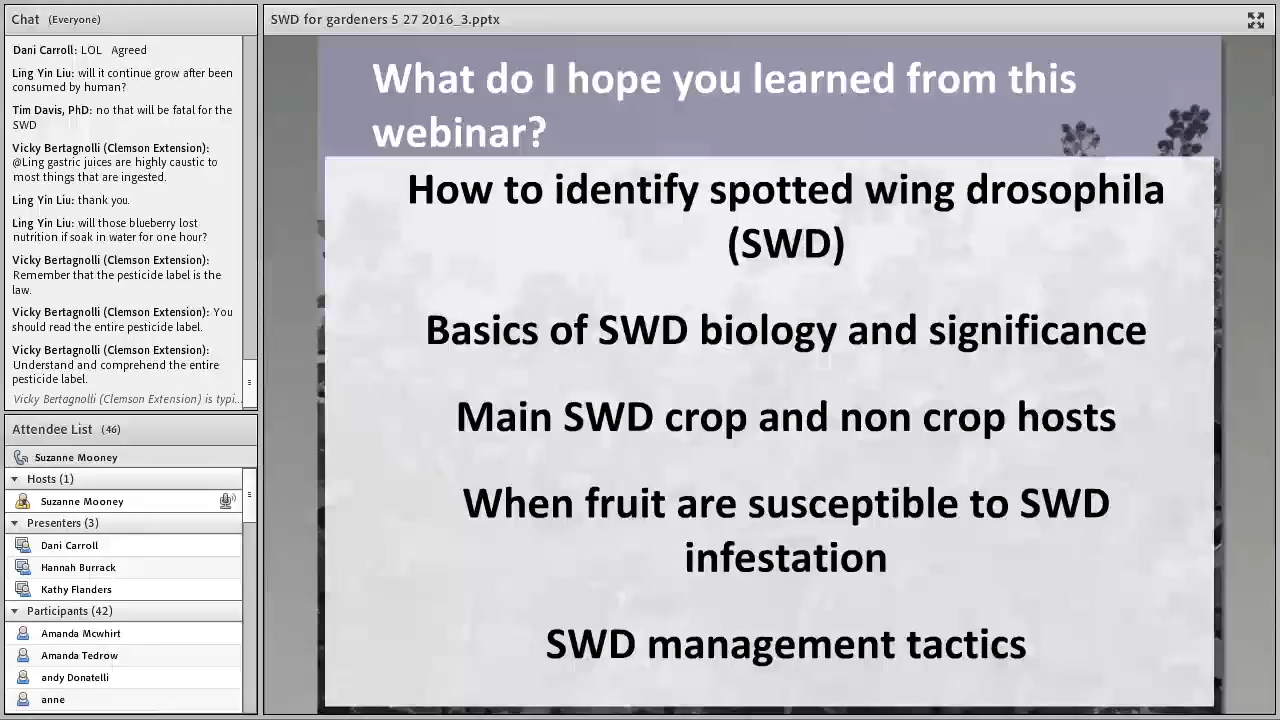 Chat (Everyone)
Dani Carroll: LOL Agreed
Ling Yin Liu: will it continue grow after been
consumed by human?
Tim Davis, PhD: no that will be fatal for the
SWD
Vicky Bertagnolli (Clemson Extension):
@Ling gastric juices are highly caustic to
most things that are ingested.
Ling Yin Liu: thank you.
Ling Yin Liu: will those blueberry lost
nutrition if soak in water for one hour?
Vicky Bertagnolli (Clemson Extension):
Remember that the pesticide label is the
law.
Vicky Bertagnolli (Clemson Extension): You
should read the entire pesticide label.
Vicky Bertagnolli (Clemson Extension):
Understand and comprehend the entire
pesticide label.
Vicky Bertagnolli (Clemson Extension) is typi...
Attendee List (46)
Suzanne Mooney
Hosts (1)
Suzanne Mooney
Presenters (3)
Dani Carroll
Hannah Burrack
Kathy Flanders
Participants (42)
Amanda Mcwhirt
Amanda Tedrow
andy Donatelli
anne
SWD for gardeners 5 27 2016_3.pptx
What do I hope you learned from this
webinar?
How to identify spotted wing drosophila
(SWD)
Basics of SWD biology and significance
Main SWD crop and non crop hosts
When fruit are susceptible to SWD
infestation
SWD management tactics